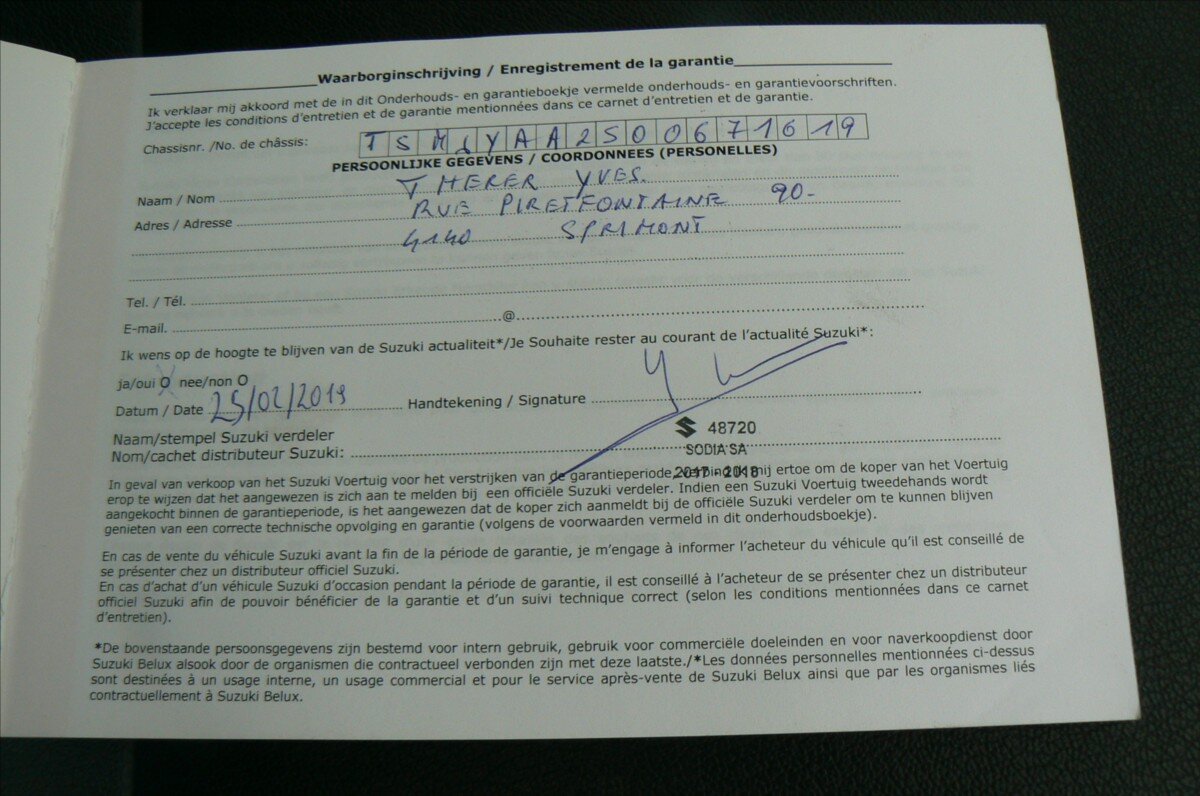 Waarborginschrijving / Enregistrement de la garantie
Ik verklaar mij akkoord met de in dit Onderhouds- en garantieboekje vermelde onderhouds- en garantievoorschriften.
J'accepte les conditions d'entretien et de garantie mentionnées dans ce carnet d'entretien et de garantie.
Chassisnr. /No. de châssis: TSMLYAA2S00671619
PERSOONLIJKE GEGEVENS / COORDONNEES (PERSONELLES)
Naam / Nom THERER YVES.
Adres / Adresse RUE PIRETFONTAINE 90-
4140 SPRIMONT
Tel. / Tél.
E-mail. @
Ik wens op de hoogte te blijven van de Suzuki actualiteit*/Je Souhaite rester au courant de l'actualité Suzuki*:
ja/oui O nee/non O
Datum / Date 25/02/2019 Handtekening / Signature
48720
Naam/stempel Suzuki verdeler
Nom/cachet distributeur Suzuki: SODIA SA
2017 - 2018
In geval van verkoop van het Suzuki Voertuig voor het verstrijken van de garantieperiode, verbind ik mij ertoe om de koper van het Voertuig
erop te wijzen dat het aangewezen is zich aan te melden bij een officiële Suzuki verdeler. Indien een Suzuki Voertuig tweedehands wordt
aangekocht binnen de garantieperiode, is het aangewezen dat de koper zich aanmeldt bij de officiële Suzuki verdeler om te kunnen blijven
genieten van een correcte technische opvolging en garantie (volgens de voorwaarden vermeld in dit onderhoudsboekje).
En cas de vente du véhicule Suzuki avant la fin de la période de garantie, je m'engage à informer l'acheteur du véhicule qu'il est conseillé de
se présenter chez un distributeur officiel Suzuki.
En cas d'achat d'un véhicule Suzuki d'occasion pendant la période de garantie, il est conseillé à l'acheteur de se présenter chez un distributeur
officiel Suzuki afin de pouvoir bénéficier de la garantie et d'un suivi technique correct (selon les conditions mentionnées dans ce carnet
d'entretien).
*De bovenstaande persoonsgegevens zijn bestemd voor intern gebruik, gebruik voor commerciële doeleinden en voor naverkoopdienst door
Suzuki Belux alsook door de organismen die contractueel verbonden zijn met deze laatste./*Les données personnelles mentionnées ci-dessus
sont destinées à un usage interne, un usage commercial et pour le service après-vente de Suzuki Belux ainsi que par les organismes liés
contractuellement à Suzuki Belux.